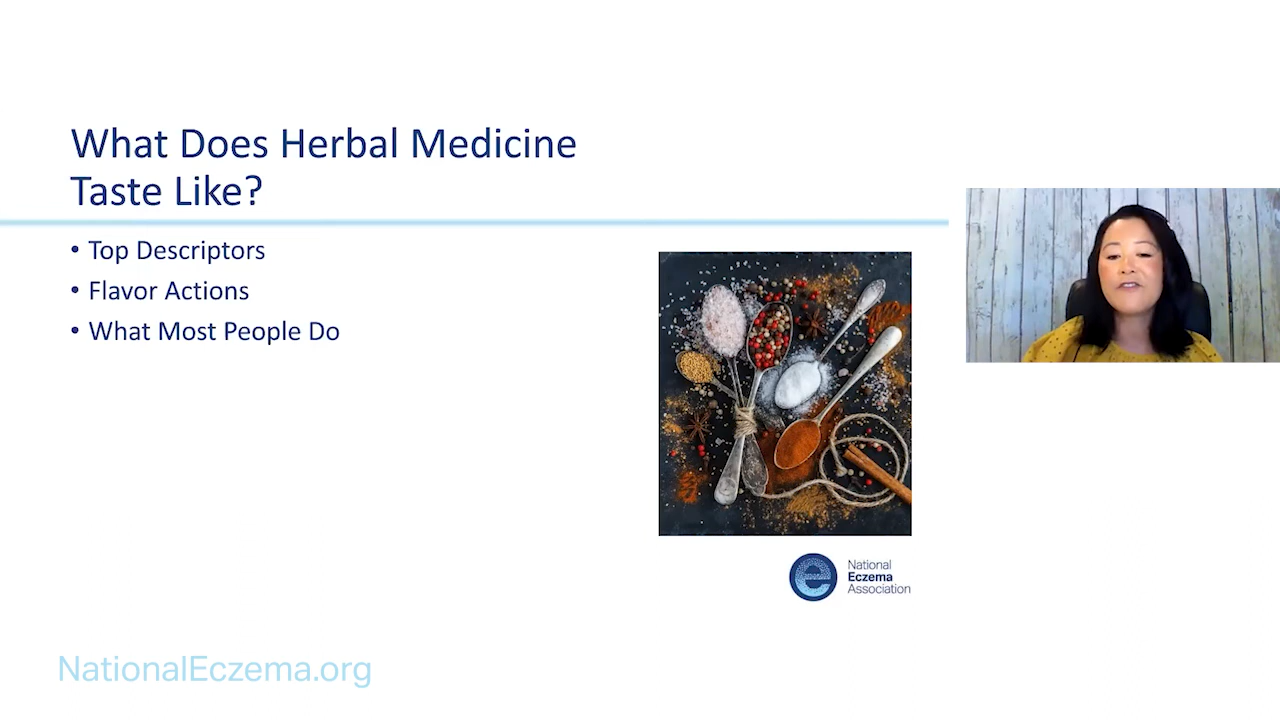 What Does Herbal Medicine
Taste Like?
• Top Descriptors
• Flavor Actions
• What Most People Do
National
Eczema
Association
NationalEczema.org